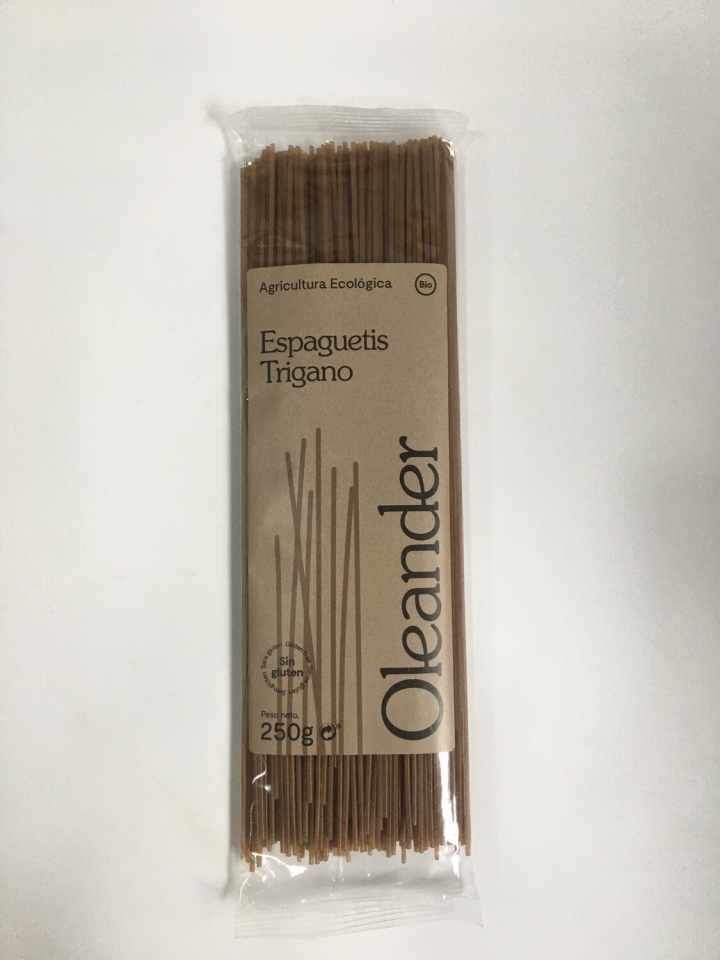 Agricultura Ecológica
Bio
Espaguetis
Trigano
Oleander
Sin
gluten
Peso neto.
250g